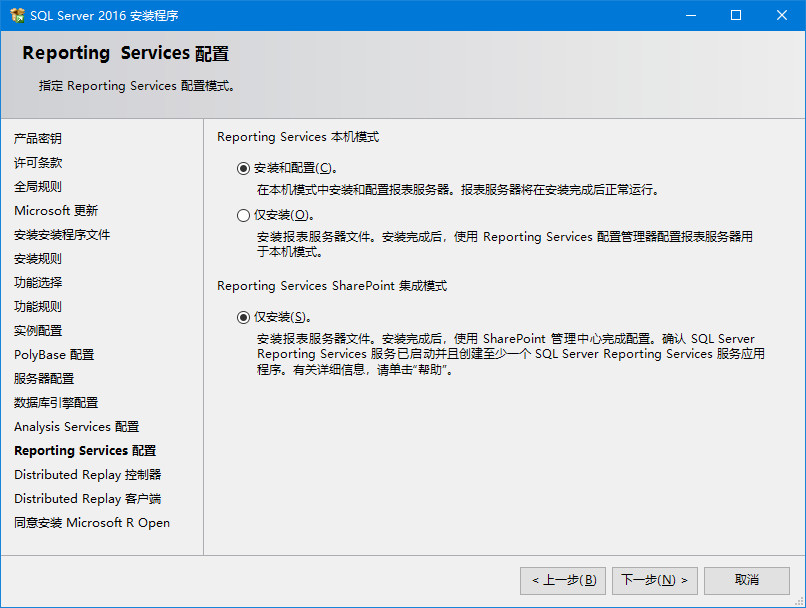 SQL Server 2016 安装程序
Reporting Services 配置
指定 Reporting Services 配置模式。
产品密钥
许可条款
全局规则
Microsoft 更新
安装安装程序文件
安装规则
功能选择
功能规则
实例配置
PolyBase 配置
服务器配置
数据库引擎配置
Analysis Services 配置
Reporting Services 配置
Distributed Replay 控制器
Distributed Replay 客户端
同意安装 Microsoft R Open
Reporting Services 本机模式
安装和配置(C)。
在本机模式中安装和配置报表服务器。报表服务器将在安装完成后正常运行。
仅安装(O)。
安装报表服务器文件。安装完成后，使用 Reporting Services 配置管理器配置报表服务器用
于本机模式。
Reporting Services SharePoint 集成模式
仅安装(S)。
安装报表服务器文件。安装完成后，使用 SharePoint 管理中心完成配置。确认 SQL Server
Reporting Services 服务已启动并且创建至少一个 SQL Server Reporting Services 服务应用
程序。有关详细信息，请单击“帮助”。
< 上一步(B)
下一步(N) >
取消